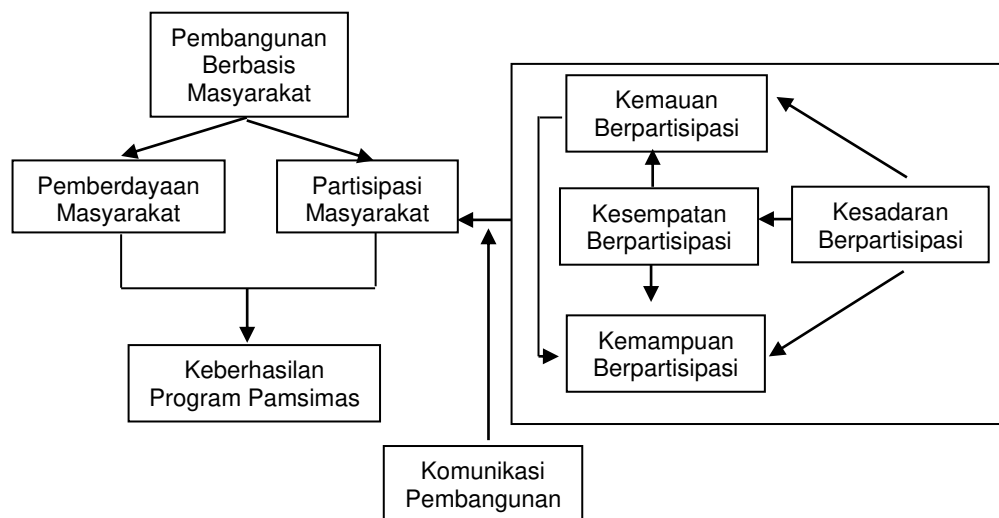 Pembangunan
Berbasis
Masyarakat
Pemberdayaan
Masyarakat
Partisipasi
Masyarakat
Keberhasilan
Program Pamsimas
Komunikasi
Pembangunan
Kemauan
Berpartisipasi
Kesempatan
Berpartisipasi
Kemampuan
Berpartisipasi
Kesadaran
Berpartisipasi